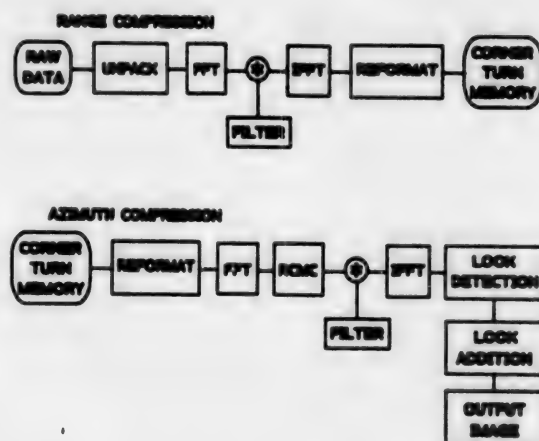 RANGE COMPRESSION
RAW
DATA
UNPACK
FFT
*
IFFT
REFORMAT
CORNER
TURN
MEMORY
FILTER
AZIMUTH COMPRESSION
CORNER
TURN
MEMORY
REFORMAT
FFT
RCMC
*
IFFT
LOOK
DETECTION
FILTER
LOOK
ADDITION
OUTPUT
IMAGE